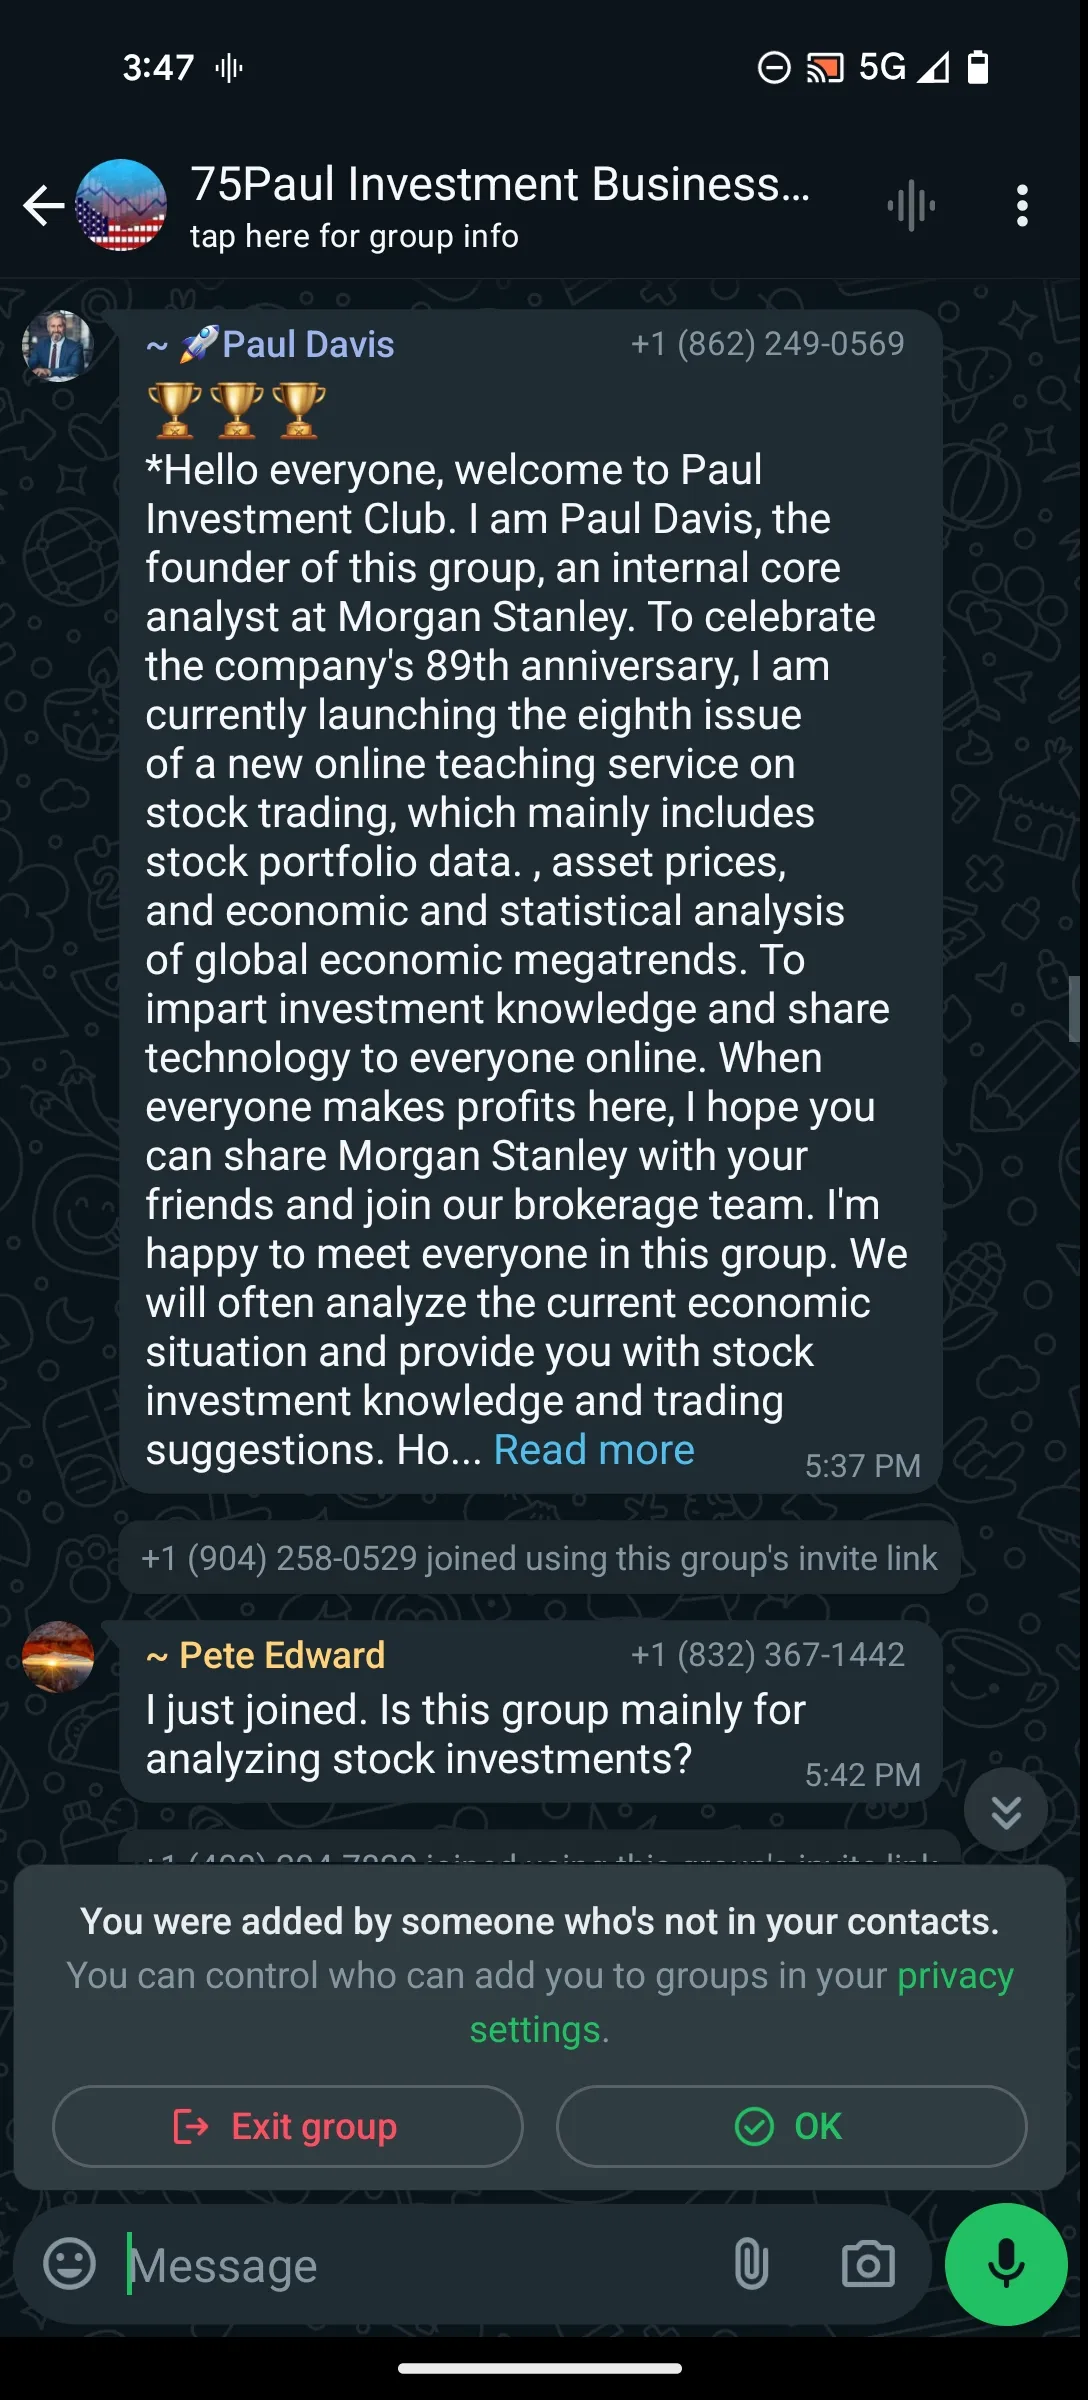 3:47
5G
75Paul Investment Business...
tap here for group info
~ 🚀Paul Davis +1 (862) 249-0569
🏆🏆🏆
*Hello everyone, welcome to Paul
Investment Club. I am Paul Davis, the
founder of this group, an internal core
analyst at Morgan Stanley. To celebrate
the company's 89th anniversary, I am
currently launching the eighth issue
of a new online teaching service on
stock trading, which mainly includes
stock portfolio data. , asset prices,
and economic and statistical analysis
of global economic megatrends. To
impart investment knowledge and share
technology to everyone online. When
everyone makes profits here, I hope you
can share Morgan Stanley with your
friends and join our brokerage team. I'm
happy to meet everyone in this group. We
will often analyze the current economic
situation and provide you with stock
investment knowledge and trading
suggestions. Ho... Read more
5:37 PM
+1 (904) 258-0529 joined using this group's invite link
~ Pete Edward +1 (832) 367-1442
I just joined. Is this group mainly for
analyzing stock investments?
5:42 PM
joined using this group's invite link
You were added by someone who's not in your contacts.
You can control who can add you to groups in your privacy
settings.
Exit group
OK
Message